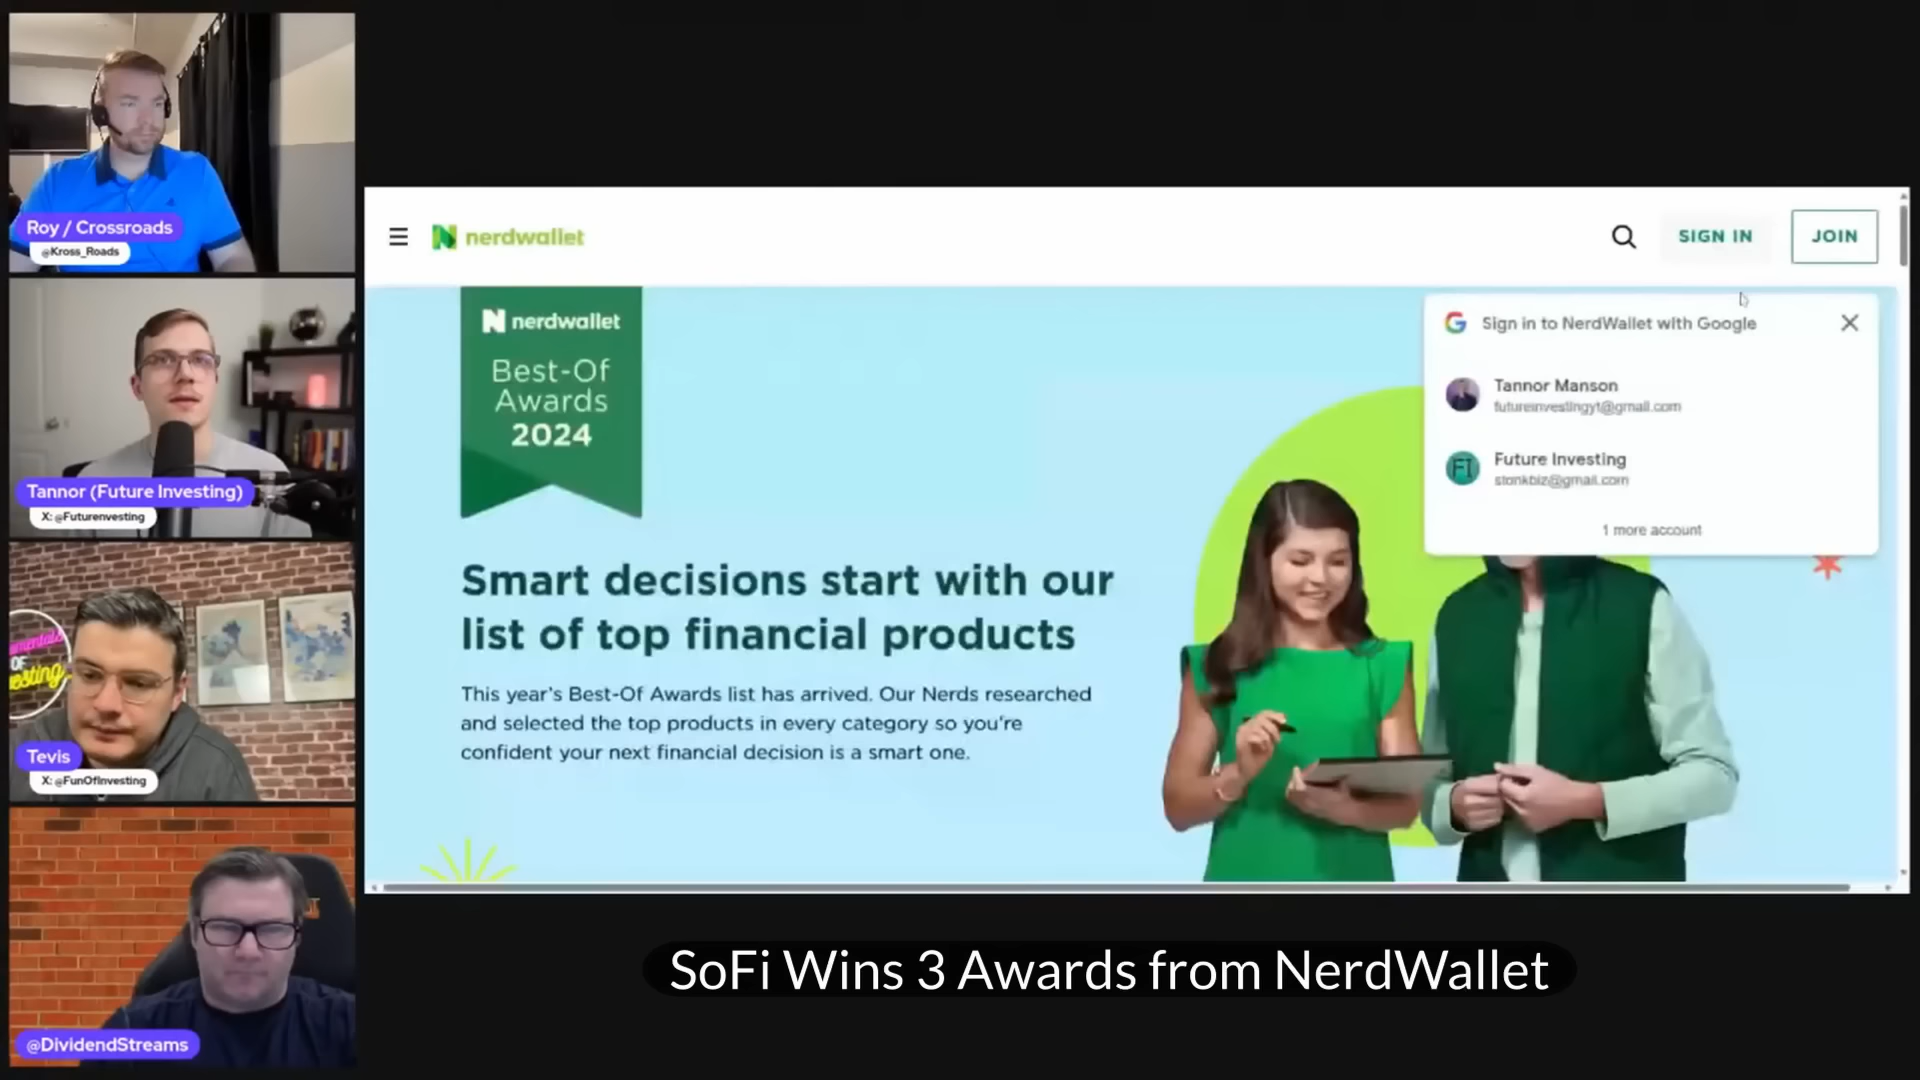 Roy / Crossroads
@Kross_Roads
Tannor (Future Investing)
X: @Futurenvesting
OF
Tevis
X: @FunOfInvesting
@DividendStreams
nerdwallet
SIGN IN
JOIN
nerdwallet
Best-Of
Awards
2024
Smart decisions start with our
list of top financial products
This year's Best-Of Awards list has arrived. Our Nerds researched
and selected the top products in every category so you're
confident your next financial decision is a smart one.
Sign in to NerdWallet with Google
Tannor Manson
futureinvestingyt@gmail.com
FI
Future Investing
stonkbiz@gmail.com
1 more account
SoFi Wins 3 Awards from NerdWallet